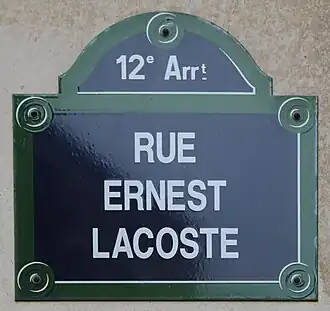 12e Arrt
RUE
ERNEST
LACOSTE